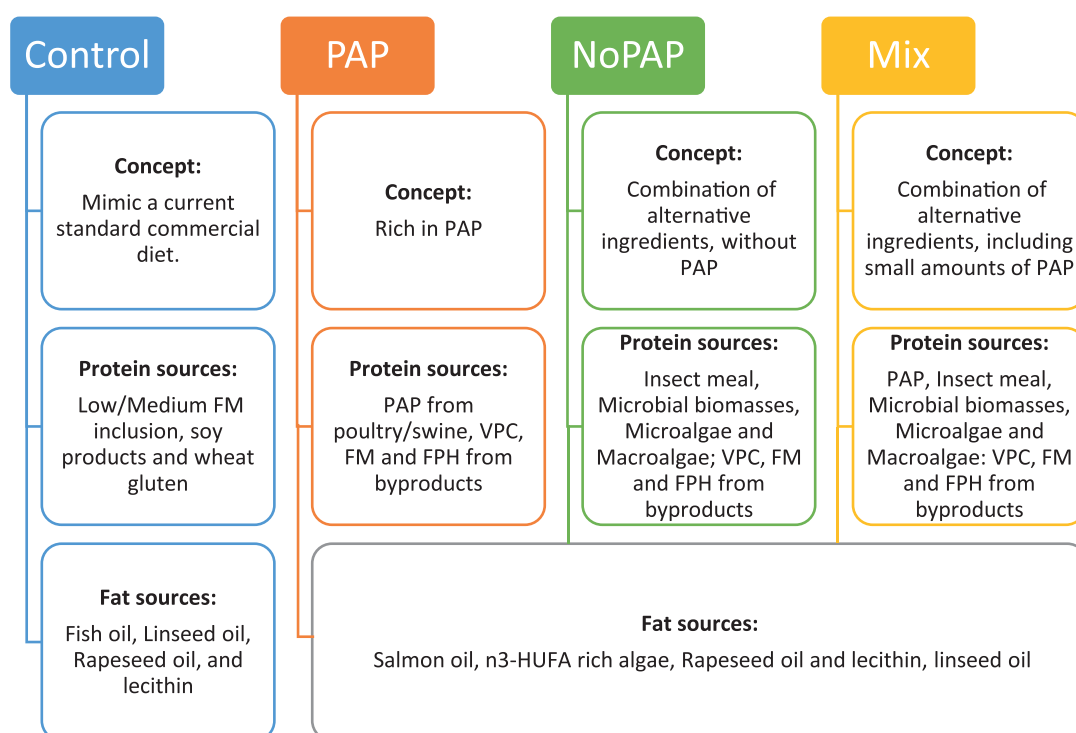 Control
Concept:
Mimic a current
standard commercial
diet.
Protein sources:
Low/Medium FM
inclusion, soy
products and wheat
gluten
Fat sources:
Fish oil, Linseed oil,
Rapeseed oil, and
lecithin
PAP
Concept:
Rich in PAP
Protein sources:
PAP from
poultry/swine, VPC,
FM and FPH from
byproducts
NoPAP
Concept:
Combination of
alternative
ingredients, without
PAP
Protein sources:
Insect meal,
Microbial biomasses,
Microalgae and
Macroalgae; VPC, FM
and FPH from
byproducts
Mix
Concept:
Combination of
alternative
ingredients, including
small amounts of PAP
Protein sources:
PAP, Insect meal,
Microbial biomasses,
Microalgae and
Macroalgae: VPC, FM
and FPH from
byproducts
Fat sources:
Salmon oil, n3-HUFA rich algae, Rapeseed oil and lecithin, linseed oil